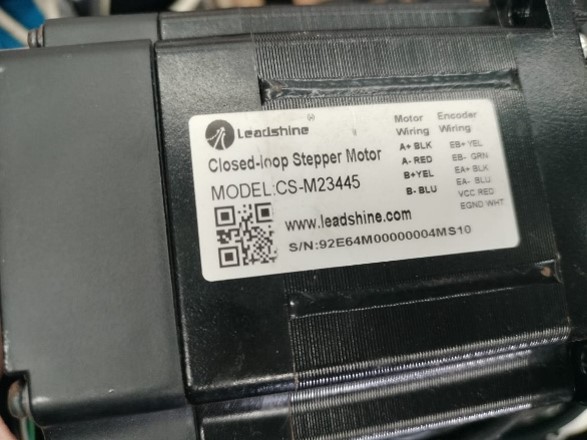 Leadshine
®
Closed-inop Stepper Motor
MODEL:CS-M23445
www.leadshine.com
S/N:92E64M00000004MS10
Motor
Wiring
A+ BLK
A- RED
B+YEL
B- BLU
Encoder
Wiring
EB+ YEL
EB- GRN
EA+ BLK
EA- BLU
VCC RED
EGND WHT